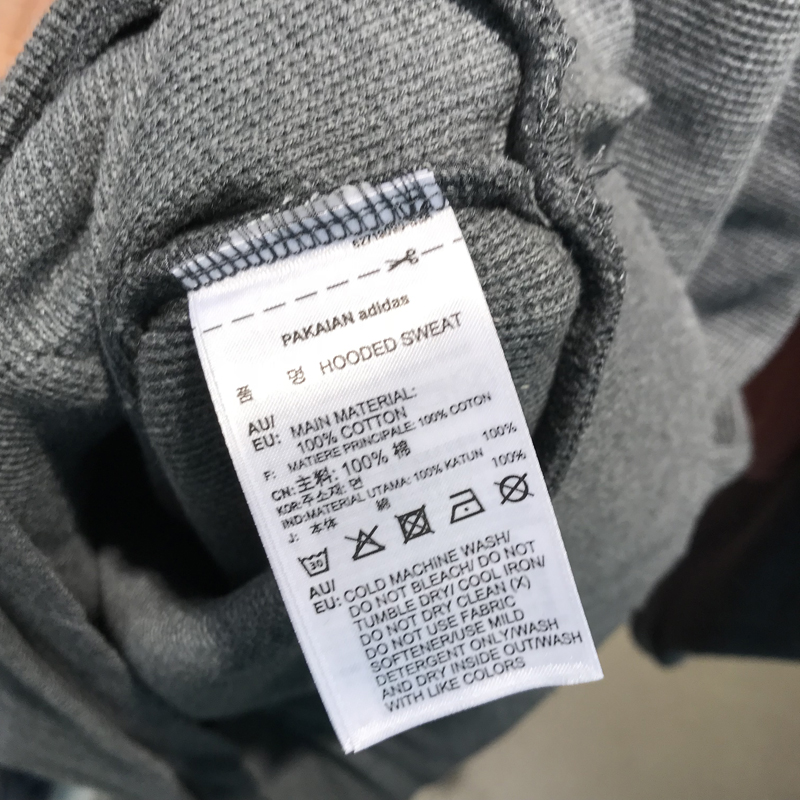 PAKAIAN adidas
품 명 HOODED SWEAT
AU/
EU: MAIN MATERIAL:
100% COTTON
F: MATIERE PRINCIPALE: 100% COTON
CN: 主料: 100% 棉
KOR: 주소재: 면 100%
IND: MATERIAL UTAMA: 100% KATUN
J: 本体 綿 100%
30
AU/
EU: COLD MACHINE WASH/
DO NOT BLEACH/ DO NOT
TUMBLE DRY/ COOL IRON/
DO NOT DRY CLEAN (X)
DO NOT USE FABRIC
SOFTENER/USE MILD
DETERGENT ONLY/WASH
AND DRY INSIDE OUT/WASH
WITH LIKE COLORS